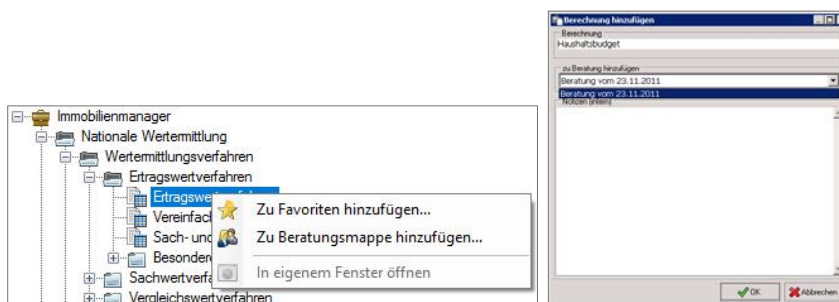 Immobilienmanager
Nationale Wertermittlung
Wertermittlungsverfahren
Ertragswertverfahren
Ertragswe
Vereinfac
Sach- und
Besonder
Sachwertverfa
Vergleichswertverfahren
Zu Favoriten hinzufügen...
Zu Beratungsmappe hinzufügen...
In eigenem Fenster öffnen
Berechnung hinzufügen
Berechnung
Haushaltsbudget
zu Beratung hinzufügen
Beratung vom 23.11.2011
Beratung vom 23.11.2011
Notizen (intern)
OK
Abbrechen